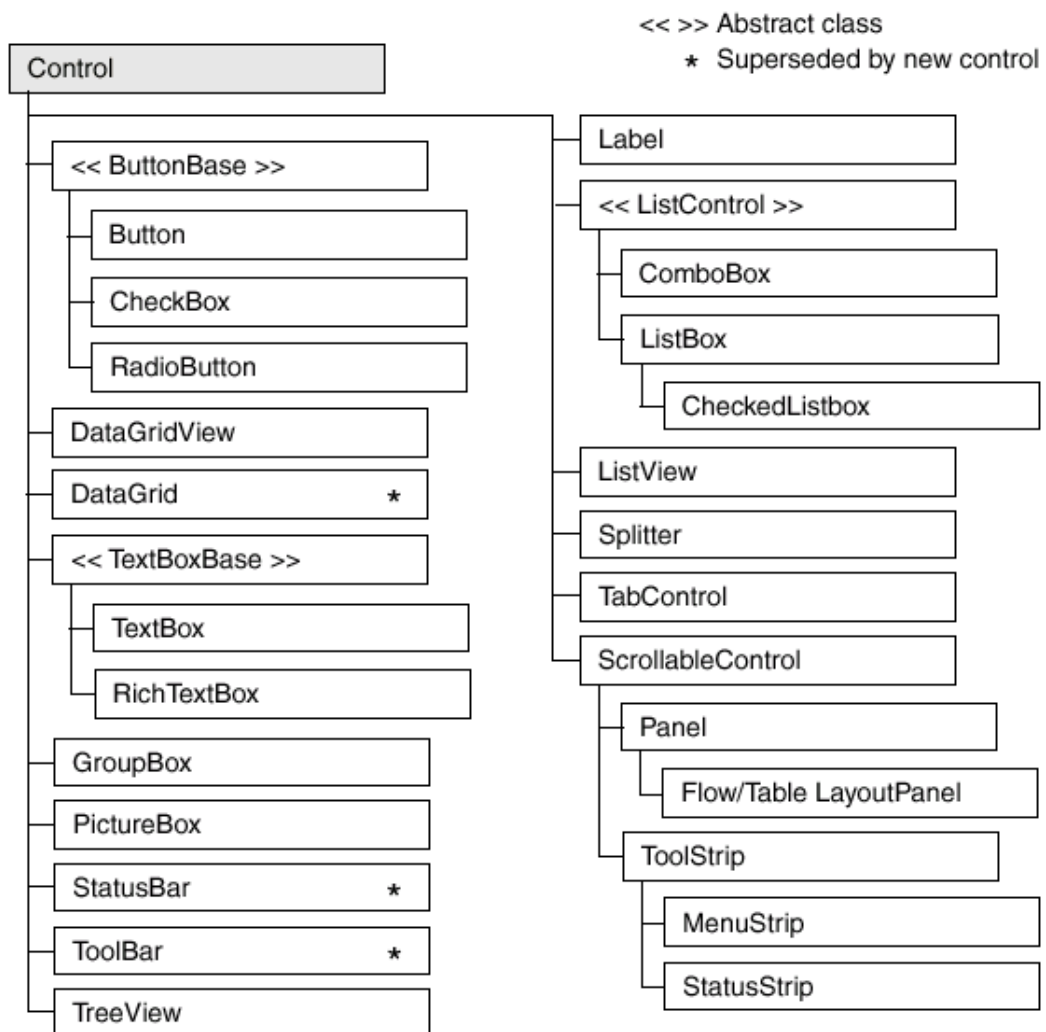 << >> Abstract class
* Superseded by new control
Control
<< ButtonBase >>
Button
CheckBox
RadioButton
DataGridView
DataGrid *
<< TextBoxBase >>
TextBox
RichTextBox
GroupBox
PictureBox
StatusBar *
ToolBar *
TreeView
Label
<< ListControl >>
ComboBox
ListBox
CheckedListbox
ListView
Splitter
TabControl
ScrollableControl
Panel
Flow/Table LayoutPanel
ToolStrip
MenuStrip
StatusStrip